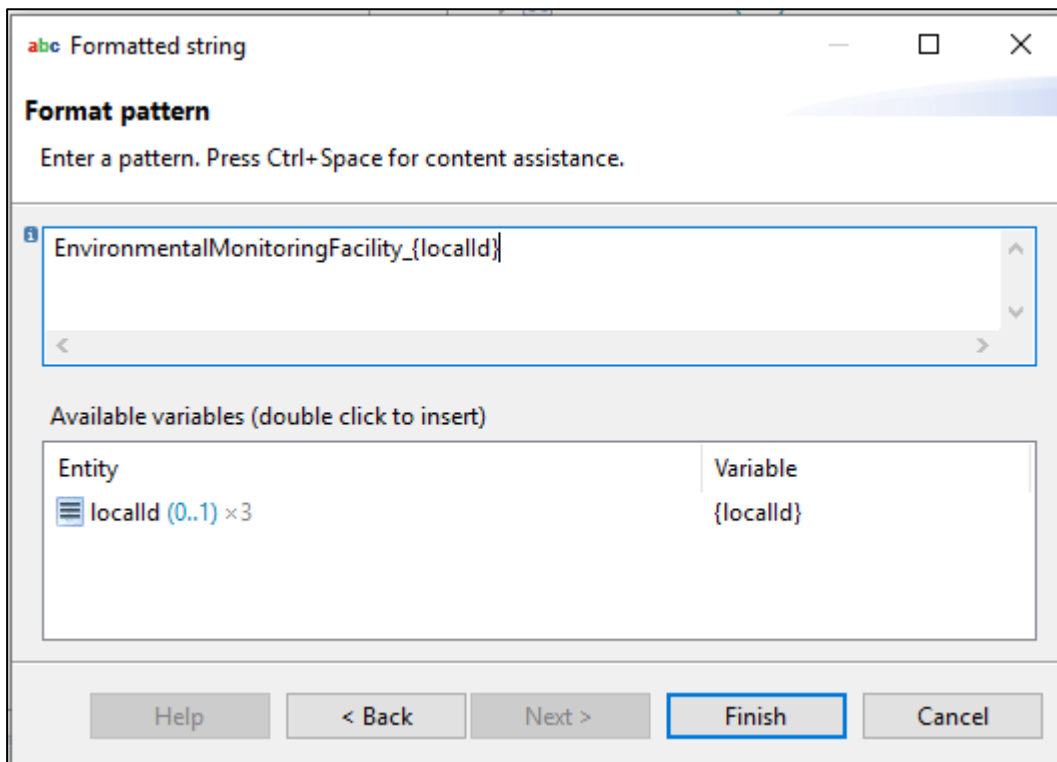 abc Formatted string
Format pattern
Enter a pattern. Press Ctrl+Space for content assistance.
EnvironmentalMonitoringFacility_{localId}
Available variables (double click to insert)
Entity Variable
localId (0..1) ×3 {localId}
Help < Back Next > Finish Cancel